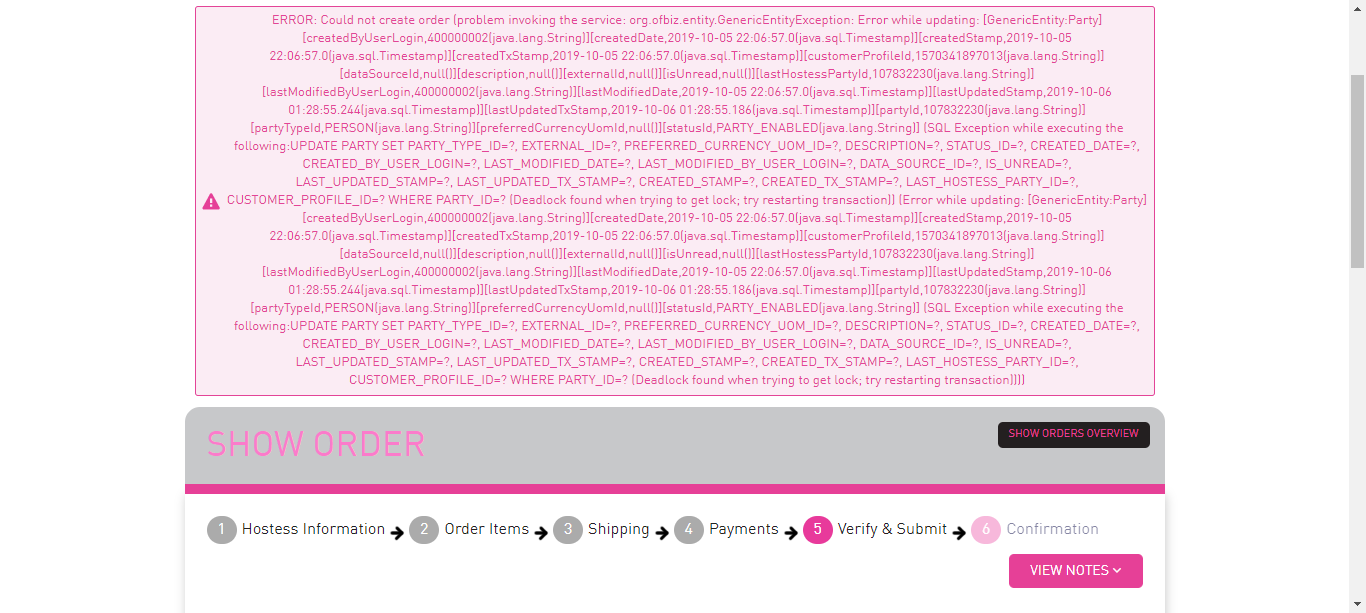 ERROR: Could not create order (problem invoking the service: org.ofbiz.entity.GenericEntityException: Error while updating: [GenericEntity:Party]
[createdByUserLogin,400000002(java.lang.String)][createdDate,2019-10-05 22:06:57.0(java.sql.Timestamp)][createdStamp,2019-10-05
22:06:57.0(java.sql.Timestamp)][createdTxStamp,2019-10-05 22:06:57.0(java.sql.Timestamp)][customerProfileId,1570341897013(java.lang.String)]
[dataSourceId,null()][description,null()][externalId,null()][isUnread,null()][lastHostessPartyId,107832230(java.lang.String)]
[lastModifiedByUserLogin,400000002(java.lang.String)][lastModifiedDate,2019-10-05 22:06:57.0(java.sql.Timestamp)][lastUpdatedStamp,2019-10-06
01:28:55.244(java.sql.Timestamp)][lastUpdatedTxStamp,2019-10-06 01:28:55.186(java.sql.Timestamp)][partyId,107832230(java.lang.String)]
[partyTypeId,PERSON(java.lang.String)][preferredCurrencyUomId,null()][statusId,PARTY_ENABLED(java.lang.String)] (SQL Exception while executing the
following:UPDATE PARTY SET PARTY_TYPE_ID=?, EXTERNAL_ID=?, PREFERRED_CURRENCY_UOM_ID=?, DESCRIPTION=?, STATUS_ID=?, CREATED_DATE=?,
CREATED_BY_USER_LOGIN=?, LAST_MODIFIED_DATE=?, LAST_MODIFIED_BY_USER_LOGIN=?, DATA_SOURCE_ID=?, IS_UNREAD=?,
LAST_UPDATED_STAMP=?, LAST_UPDATED_TX_STAMP=?, CREATED_STAMP=?, CREATED_TX_STAMP=?, LAST_HOSTESS_PARTY_ID=?,
CUSTOMER_PROFILE_ID=? WHERE PARTY_ID=? (Deadlock found when trying to get lock; try restarting transaction)) (Error while updating: [GenericEntity:Party]
[createdByUserLogin,400000002(java.lang.String)][createdDate,2019-10-05 22:06:57.0(java.sql.Timestamp)][createdStamp,2019-10-05
22:06:57.0(java.sql.Timestamp)][createdTxStamp,2019-10-05 22:06:57.0(java.sql.Timestamp)][customerProfileId,1570341897013(java.lang.String)]
[dataSourceId,null()][description,null()][externalId,null()][isUnread,null()][lastHostessPartyId,107832230(java.lang.String)]
[lastModifiedByUserLogin,400000002(java.lang.String)][lastModifiedDate,2019-10-05 22:06:57.0(java.sql.Timestamp)][lastUpdatedStamp,2019-10-06
01:28:55.244(java.sql.Timestamp)][lastUpdatedTxStamp,2019-10-06 01:28:55.186(java.sql.Timestamp)][partyId,107832230(java.lang.String)]
[partyTypeId,PERSON(java.lang.String)][preferredCurrencyUomId,null()][statusId,PARTY_ENABLED(java.lang.String)] (SQL Exception while executing the
following:UPDATE PARTY SET PARTY_TYPE_ID=?, EXTERNAL_ID=?, PREFERRED_CURRENCY_UOM_ID=?, DESCRIPTION=?, STATUS_ID=?, CREATED_DATE=?,
CREATED_BY_USER_LOGIN=?, LAST_MODIFIED_DATE=?, LAST_MODIFIED_BY_USER_LOGIN=?, DATA_SOURCE_ID=?, IS_UNREAD=?,
LAST_UPDATED_STAMP=?, LAST_UPDATED_TX_STAMP=?, CREATED_STAMP=?, CREATED_TX_STAMP=?, LAST_HOSTESS_PARTY_ID=?,
CUSTOMER_PROFILE_ID=? WHERE PARTY_ID=? (Deadlock found when trying to get lock; try restarting transaction))))
SHOW ORDER
SHOW ORDERS OVERVIEW
1 Hostess Information 2 Order Items 3 Shipping 4 Payments 5 Verify & Submit 6 Confirmation
VIEW NOTES